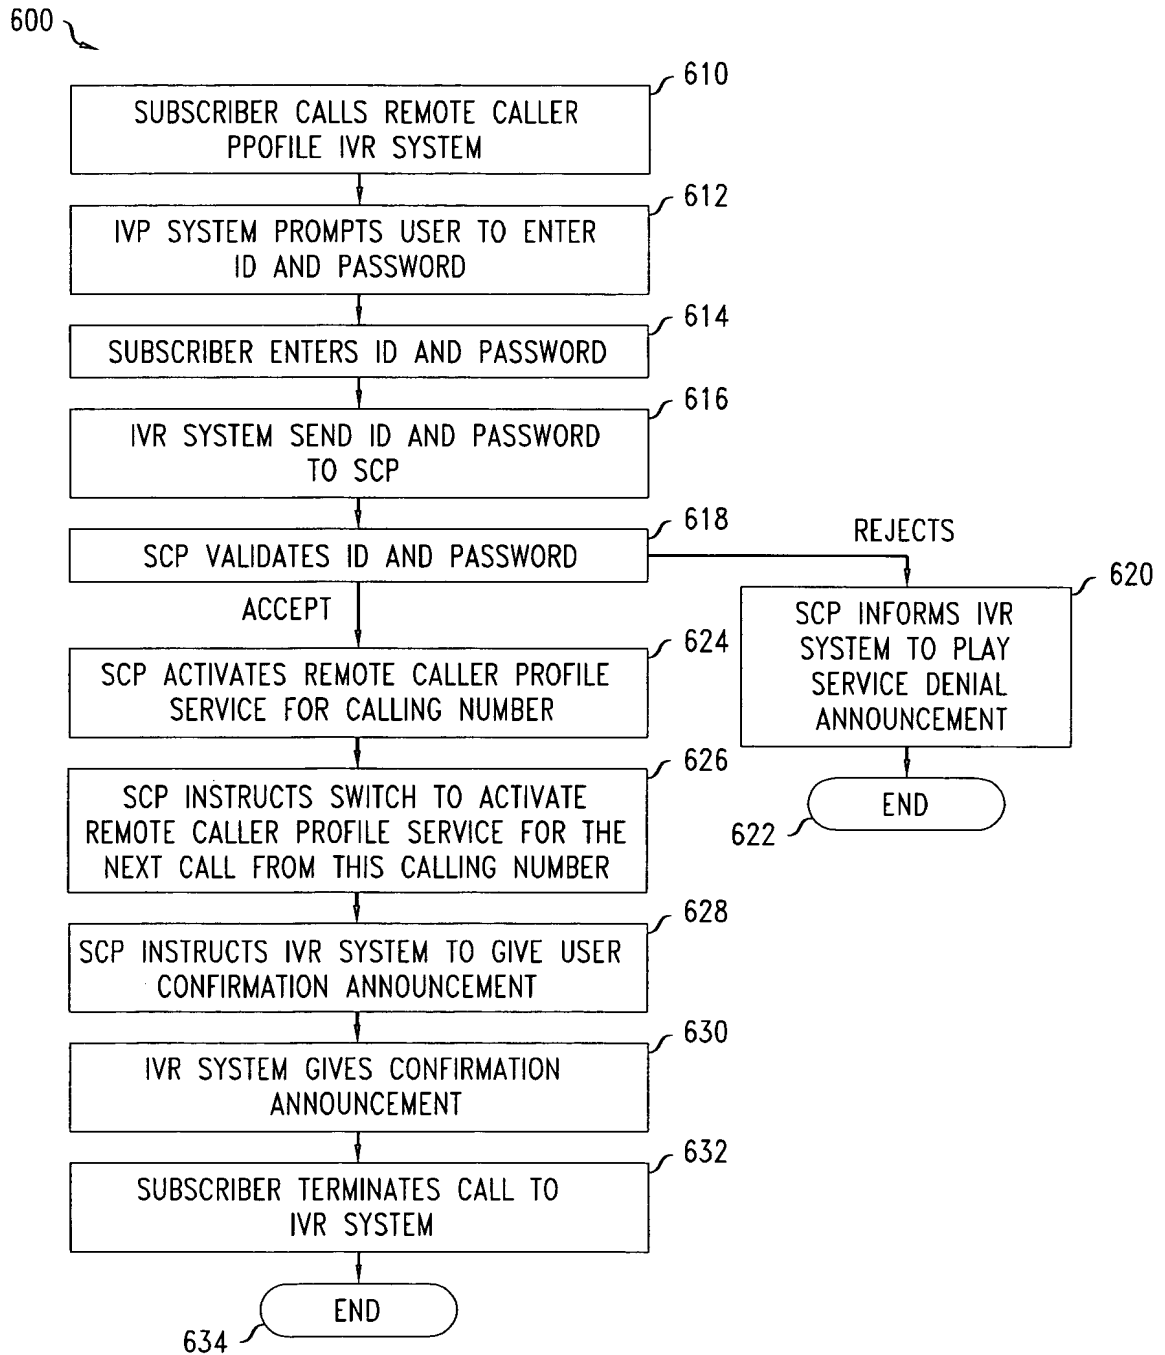 600
610
SUBSCRIBER CALLS REMOTE CALLER
PPOFILE IVR SYSTEM
612
IVP SYSTEM PROMPTS USER TO ENTER
ID AND PASSWORD
614
SUBSCRIBER ENTERS ID AND PASSWORD
616
IVR SYSTEM SEND ID AND PASSWORD
TO SCP
618
SCP VALIDATES ID AND PASSWORD
REJECTS
620
SCP INFORMS IVR
SYSTEM TO PLAY
SERVICE DENIAL
ANNOUNCEMENT
END
622
ACCEPT
624
SCP ACTIVATES REMOTE CALLER PROFILE
SERVICE FOR CALLING NUMBER
626
SCP INSTRUCTS SWITCH TO ACTIVATE
REMOTE CALLER PROFILE SERVICE FOR THE
NEXT CALL FROM THIS CALLING NUMBER
628
SCP INSTRUCTS IVR SYSTEM TO GIVE USER
CONFIRMATION ANNOUNCEMENT
630
IVR SYSTEM GIVES CONFIRMATION
ANNOUNCEMENT
632
SUBSCRIBER TERMINATES CALL TO
IVR SYSTEM
END
634